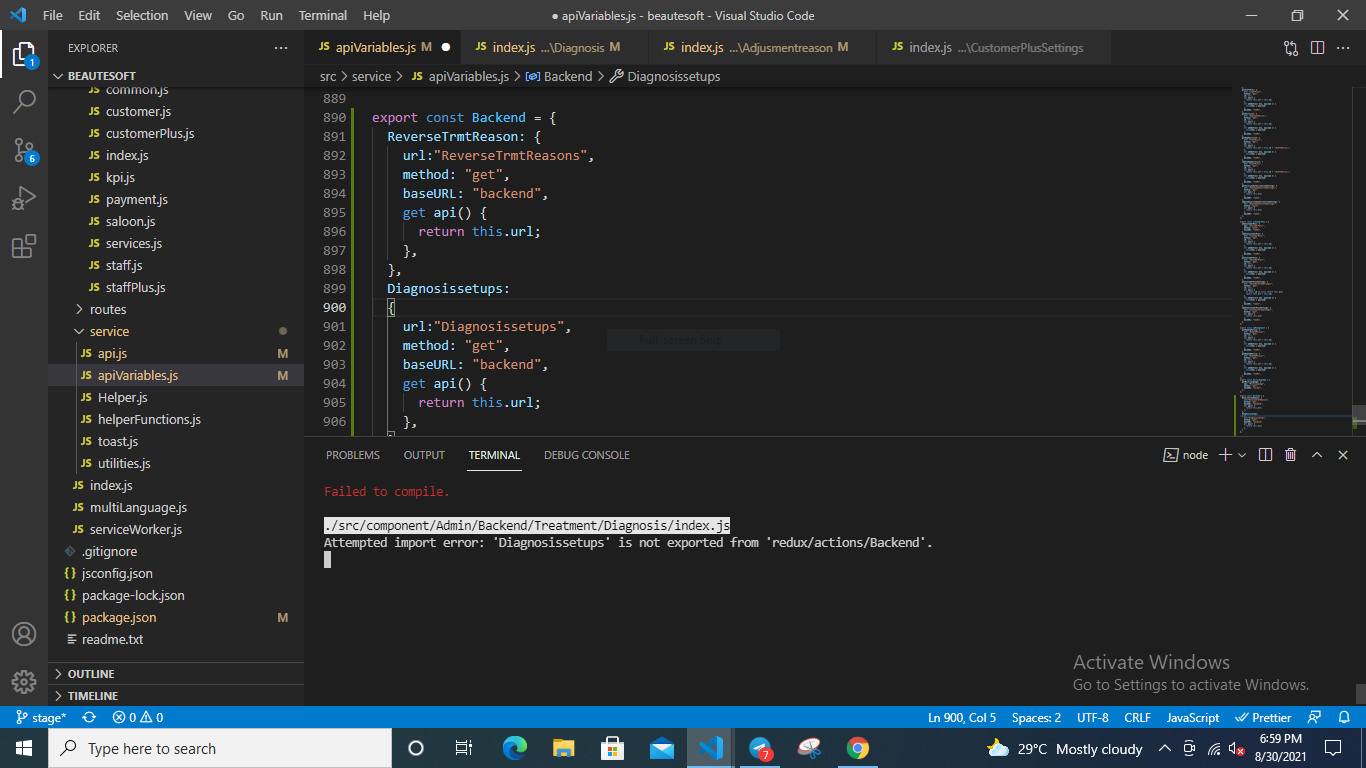 File Edit Selection View Go Run Terminal Help
● apiVariables.js - beautesoft - Visual Studio Code
EXPLORER ...
JS apiVariables.js M ●
JS index.js ...\Diagnosis M
JS index.js ...\Adjusmentreason M
JS index.js ...\CustomerPlusSettings
1
6
BEAUTESOFT
JS common.js
JS customer.js
JS customerPlus.js
JS index.js
JS kpi.js
JS payment.js
JS saloon.js
JS services.js
JS staff.js
JS staffPlus.js
routes
service
JS api.js M
JS apiVariables.js M
JS Helper.js
JS helperFunctions.js
JS toast.js
JS utilities.js
JS index.js
JS multiLanguage.js
JS serviceWorker.js
.gitignore
{} jsconfig.json
{} package-lock.json
{} package.json M
readme.txt
OUTLINE
TIMELINE
src > service > JS apiVariables.js > Backend > Diagnosissetups
889
890 export const Backend = {
891 ReverseTrmtReason: {
892 url:"ReverseTrmtReasons",
893 method: "get",
894 baseURL: "backend",
895 get api() {
896 return this.url;
897 },
898 },
899 Diagnosissetups:
900 {
901 url:"Diagnosissetups",
902 method: "get",
903 baseURL: "backend",
904 get api() {
905 return this.url;
906 },
PROBLEMS OUTPUT TERMINAL DEBUG CONSOLE
node
Failed to compile.
./src/component/Admin/Backend/Treatment/Diagnosis/index.js
Attempted import error: 'Diagnosissetups' is not exported from 'redux/actions/Backend'.
Activate Windows
Go to Settings to activate Windows.
stage* 0 0
Ln 900, Col 5 Spaces: 2 UTF-8 CRLF JavaScript Prettier
Type here to search
7
29°C Mostly cloudy
6:59 PM
8/30/2021